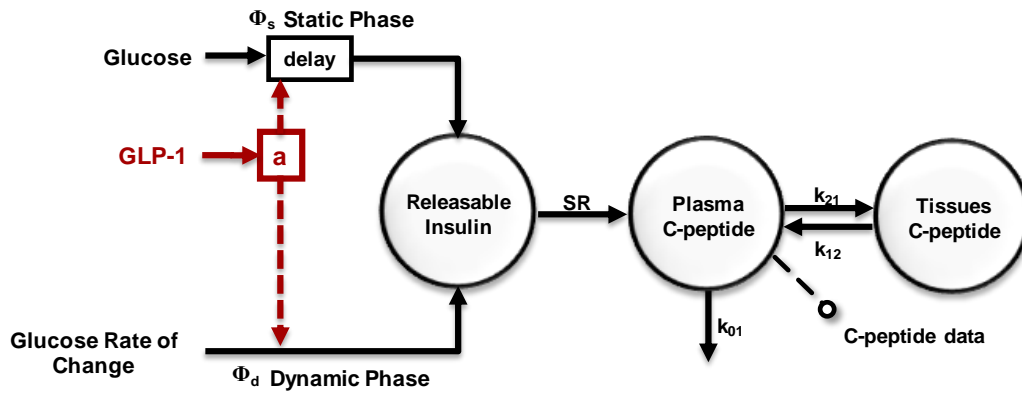 Φs Static Phase
Glucose
delay
GLP-1
a
Releasable
Insulin
SR
Plasma
C-peptide
k21
k12
Tissues
C-peptide
k01
C-peptide data
Glucose Rate of
Change
Φd Dynamic Phase